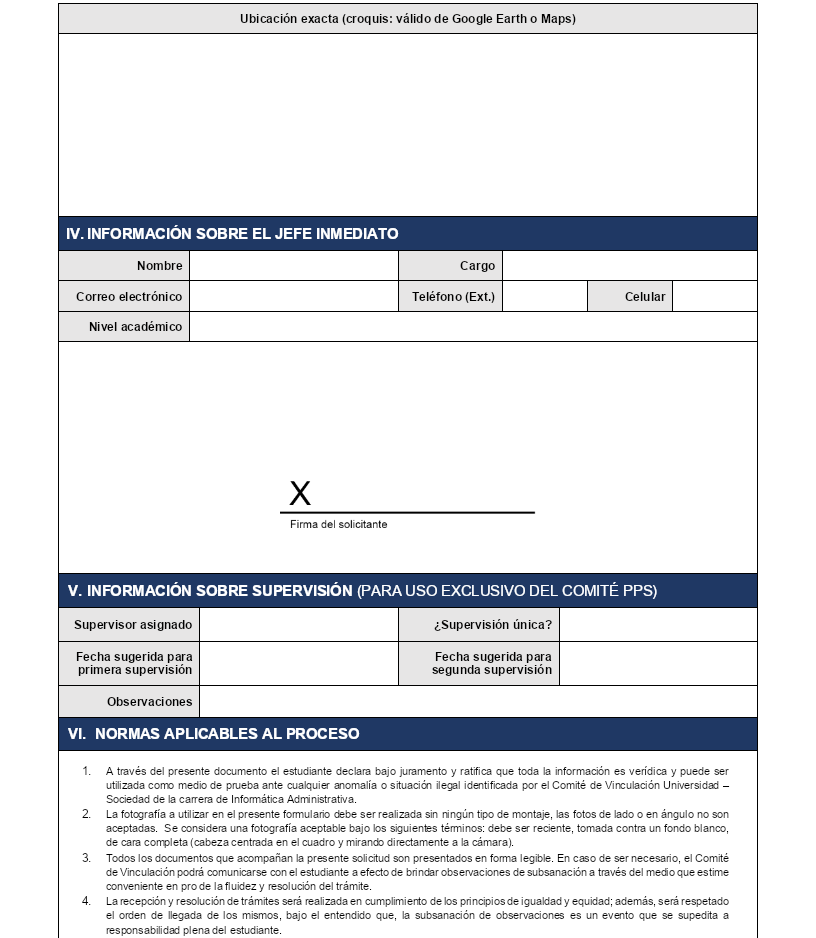 Ubicación exacta (croquis: válido de Google Earth o Maps)
IV. INFORMACIÓN SOBRE EL JEFE INMEDIATO
Nombre
Cargo
Correo electrónico
Teléfono (Ext.)
Celular
Nivel académico
X
Firma del solicitante
V. INFORMACIÓN SOBRE SUPERVISIÓN (PARA USO EXCLUSIVO DEL COMITÉ PPS)
Supervisor asignado
¿Supervisión única?
Fecha sugerida para
primera supervisión
Fecha sugerida para
segunda supervisión
Observaciones
VI. NORMAS APLICABLES AL PROCESO
1. A través del presente documento el estudiante declara bajo juramento y ratifica que toda la información es verídica y puede ser
utilizada como medio de prueba ante cualquier anomalía o situación ilegal identificada por el Comité de Vinculación Universidad –
Sociedad de la carrera de Informática Administrativa.
2. La fotografía a utilizar en el presente formulario debe ser realizada sin ningún tipo de montaje, las fotos de lado o en ángulo no son
aceptadas. Se considera una fotografía aceptable bajo los siguientes términos: debe ser reciente, tomada contra un fondo blanco,
de cara completa (cabeza centrada en el cuadro y mirando directamente a la cámara).
3. Todos los documentos que acompañan la presente solicitud son presentados en forma legible. En caso de ser necesario, el Comité
de Vinculación podrá comunicarse con el estudiante a efecto de brindar observaciones de subsanación a través del medio que estime
conveniente en pro de la fluidez y resolución del trámite.
4. La recepción y resolución de trámites será realizada en cumplimiento de los principios de igualdad y equidad; además, será respetado
el orden de llegada de los mismos, bajo el entendido que, la subsanación de observaciones es un evento que se supedita a
responsabilidad plena del estudiante.